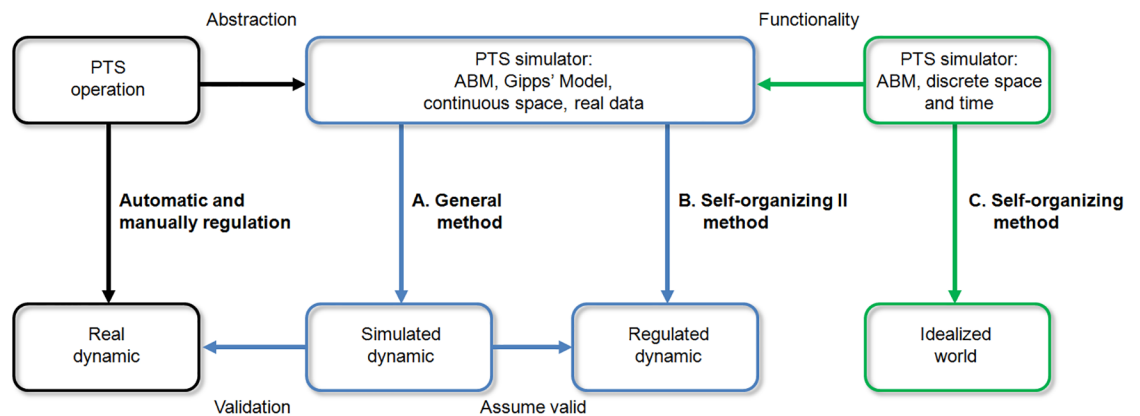 Abstraction
Functionality
PTS
operation
PTS simulator:
ABM, Gipps’ Model,
continuous space, real data
PTS simulator:
ABM, discrete space
and time
Automatic and
manually regulation
A. General
method
B. Self-organizing II
method
C. Self-organizing
method
Real
dynamic
Simulated
dynamic
Regulated
dynamic
Idealized
world
Validation
Assume valid